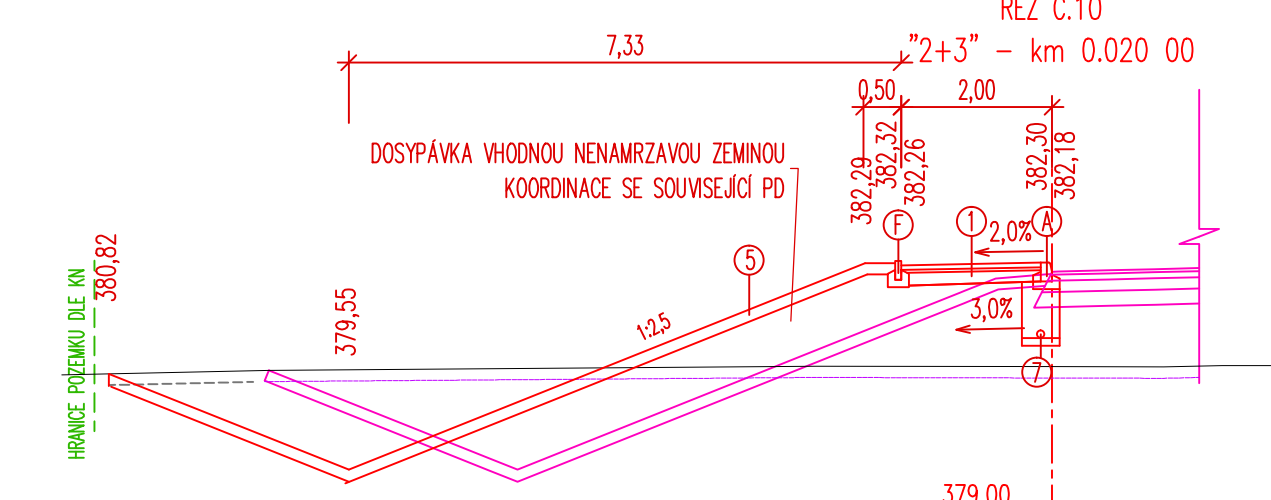 ŘEZ Č.10
"2+3" - km 0.020 00
7,33
0,50
2,00
DOSYPÁVKA VHODNOU NENAMRZAVOU ZEMINOU
KOORDINACE SE SOUVISEJÍCÍ PD
382,29
382,32
382,26
382,30
382,18
F
1
A
2,0%
5
380,82
HRANICE POZEMKU DLE KN
379,55
1:2,5
3,0%
7
379,00